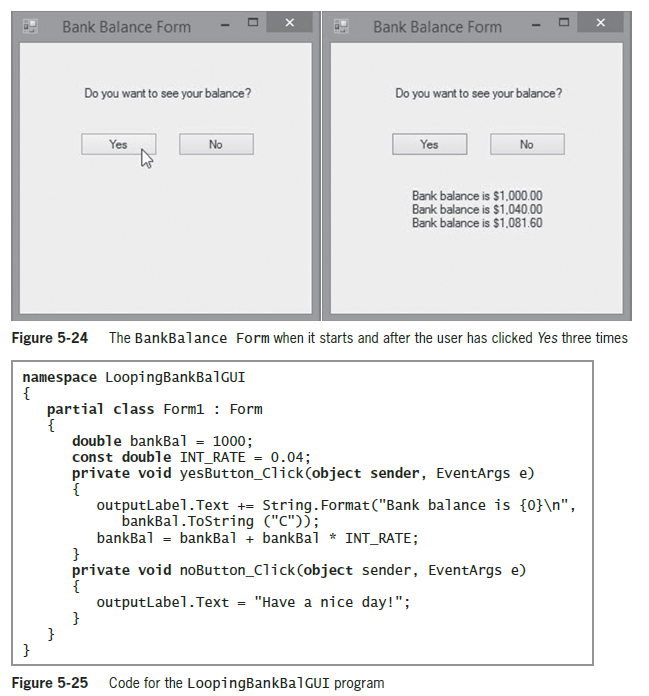 Bank Balance Form
Do you want to see your balance?
Yes No
Bank Balance Form
Do you want to see your balance?
Yes No
Bank balance is $1,000.00
Bank balance is $1,040.00
Bank balance is $1,081.60
Figure 5-24 The BankBalance Form when it starts and after the user has clicked Yes three times
namespace LoopingBankBalGUI
{
partial class Form1 : Form
{
double bankBal = 1000;
const double INT_RATE = 0.04;
private void yesButton_Click(object sender, EventArgs e)
{
outputLabel.Text += String.Format("Bank balance is {0}\n",
bankBal.ToString ("C"));
bankBal = bankBal + bankBal * INT_RATE;
}
private void noButton_Click(object sender, EventArgs e)
{
outputLabel.Text = "Have a nice day!";
}
}
}
Figure 5-25 Code for the LoopingBankBalGUI program